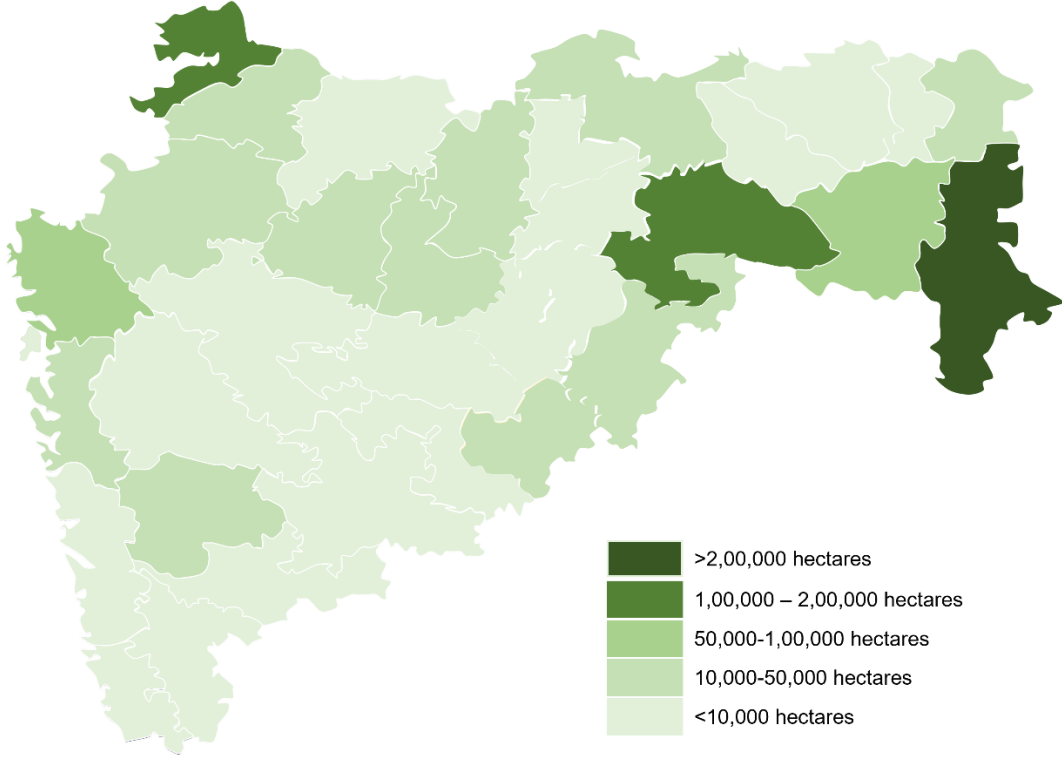 >2,00,000 hectares
1,00,000 – 2,00,000 hectares
50,000-1,00,000 hectares
10,000-50,000 hectares
<10,000 hectares